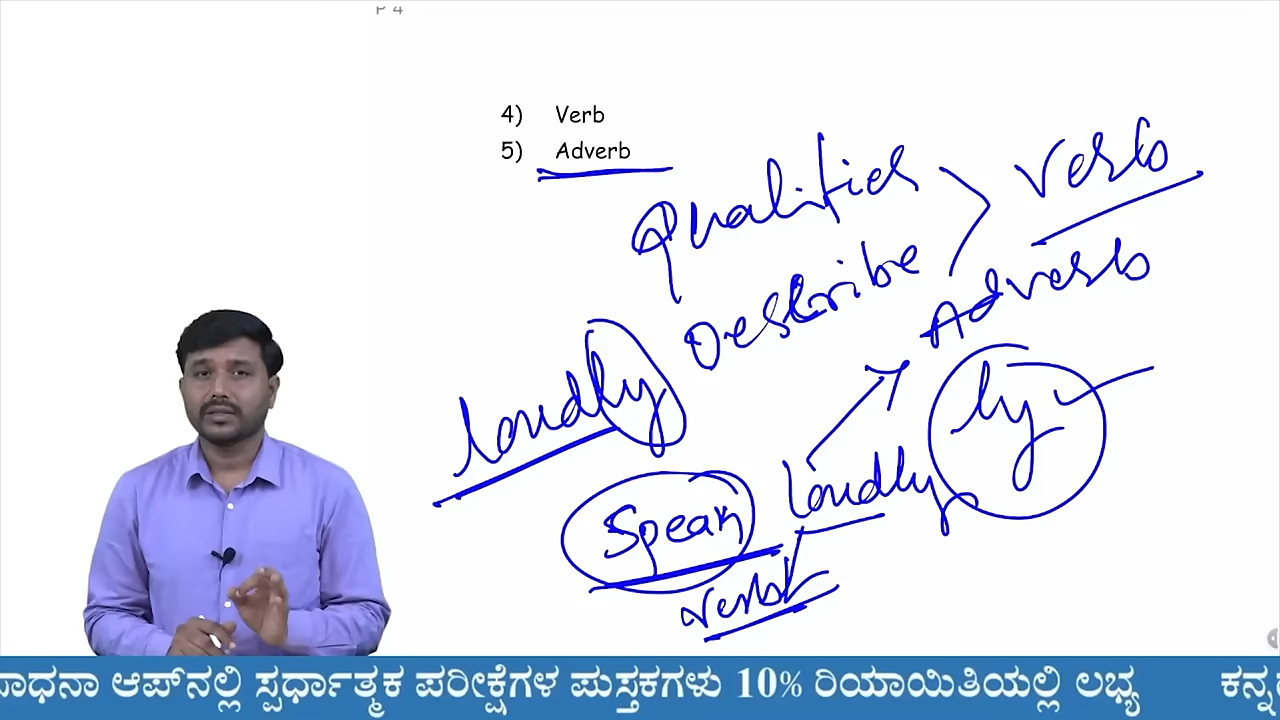 P 4
4) Verb
5) Adverb
Qualifies
Verb
Describe
Adverb
loudly
ly
Speak loudly
verb
ಸಾಧನಾ ಆಪ್‌ನಲ್ಲಿ ಸ್ಪರ್ಧಾತ್ಮಕ ಪರೀಕ್ಷೆಗಳ ಪುಸ್ತಕಗಳು 10% ರಿಯಾಯಿತಿಯಲ್ಲಿ ಲಭ್ಯ